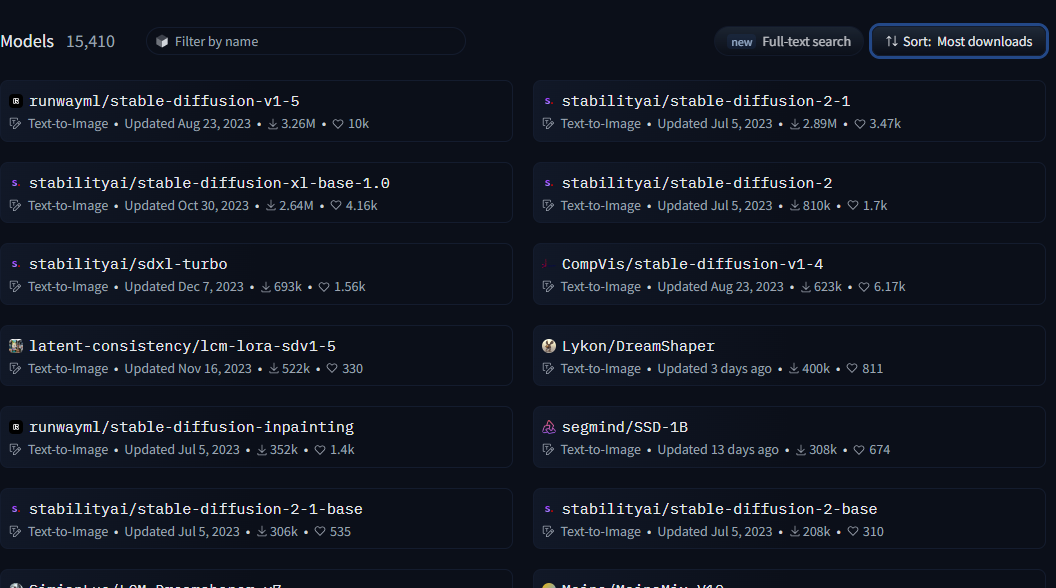 Models 15,410 Filter by name new Full-text search Sort: Most downloads
runwayml/stable-diffusion-v1-5
Text-to-Image • Updated Aug 23, 2023 • 3.26M • 10k
stabilityai/stable-diffusion-2-1
Text-to-Image • Updated Jul 5, 2023 • 2.89M • 3.47k
stabilityai/stable-diffusion-xl-base-1.0
Text-to-Image • Updated Oct 30, 2023 • 2.64M • 4.16k
stabilityai/stable-diffusion-2
Text-to-Image • Updated Jul 5, 2023 • 810k • 1.7k
stabilityai/sdxl-turbo
Text-to-Image • Updated Dec 7, 2023 • 693k • 1.56k
CompVis/stable-diffusion-v1-4
Text-to-Image • Updated Aug 23, 2023 • 623k • 6.17k
latent-consistency/lcm-lora-sdv1-5
Text-to-Image • Updated Nov 16, 2023 • 522k • 330
Lykon/DreamShaper
Text-to-Image • Updated 3 days ago • 400k • 811
runwayml/stable-diffusion-inpainting
Text-to-Image • Updated Jul 5, 2023 • 352k • 1.4k
segmind/SSD-1B
Text-to-Image • Updated 13 days ago • 308k • 674
stabilityai/stable-diffusion-2-1-base
Text-to-Image • Updated Jul 5, 2023 • 306k • 535
stabilityai/stable-diffusion-2-base
Text-to-Image • Updated Jul 5, 2023 • 208k • 310